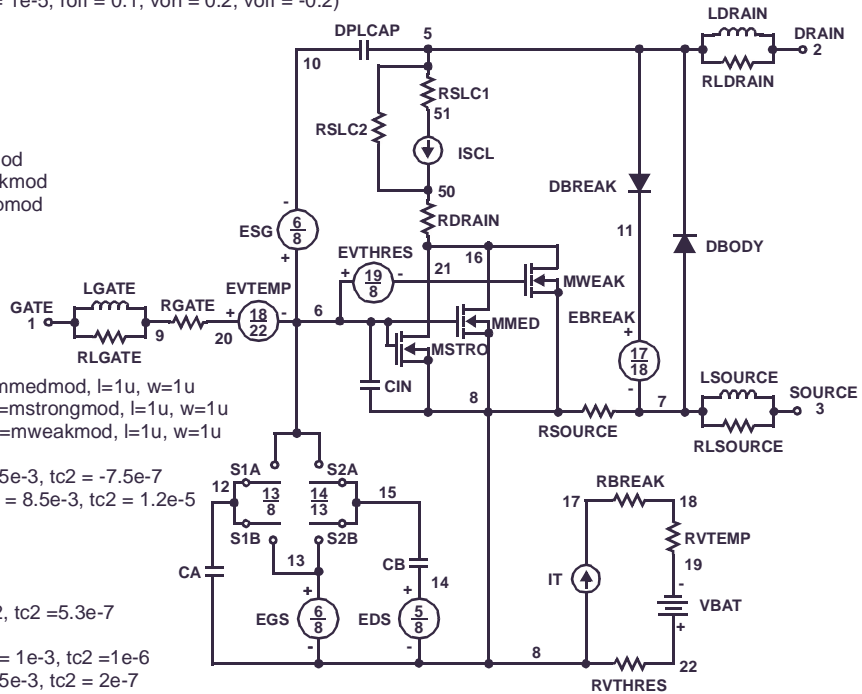 = 1e-5, roff = 0.1, von = 0.2, voff = -0.2)
LDRAIN
DPLCAP
5
DRAIN
2
10
RLDRAIN
RSLC1
51
RSLC2
ISCL
od
kmod
omod
50
DBREAK
RDRAIN
ESG
6
8
11
DBODY
EVTHRES
16
21
19
8
MWEAK
LGATE
EVTEMP
GATE
1
RGATE
6
18
22
EBREAK
MMED
9
20
MSTRO
17
18
RLGATE
LSOURCE
mmedmod, l=1u, w=1u
=mstrongmod, l=1u, w=1u
=mweakmod, l=1u, w=1u
CIN
8
7
SOURCE
3
RSOURCE
RLSOURCE
5e-3, tc2 = -7.5e-7
= 8.5e-3, tc2 = 1.2e-5
S1A
S2A
12
13
8
14
13
15
RBREAK
17
18
S1B
S2B
RVTEMP
13
CA
CB
19
IT
14
VBAT
2, tc2 =5.3e-7
EGS
6
8
EDS
5
8
= 1e-3, tc2 =1e-6
5e-3, tc2 = 2e-7
8
22
RVTHRES
+
-
+
-
+
-
+
-
+
-
+
-
-
+